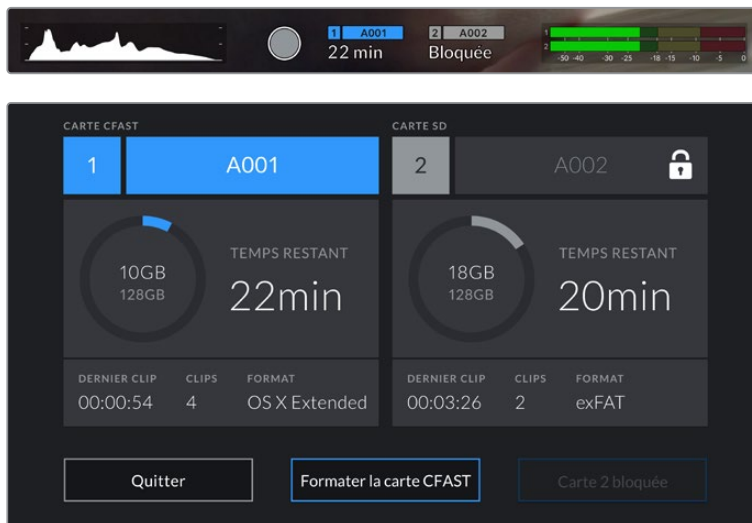 1 A001 2 A002
22 min Bloquée
1
2
-50 -40 -30 -25 -18 -15 -10 -5 0
CARTE CFAST CARTE SD
1 A001 2 A002
10GB
128GB
TEMPS RESTANT
22min
18GB
128GB
TEMPS RESTANT
20min
DERNIER CLIP CLIPS FORMAT DERNIER CLIP CLIPS FORMAT
00:00:54 4 OS X Extended 00:03:26 2 exFAT
Quitter Formater la carte CFAST Carte 2 bloquée